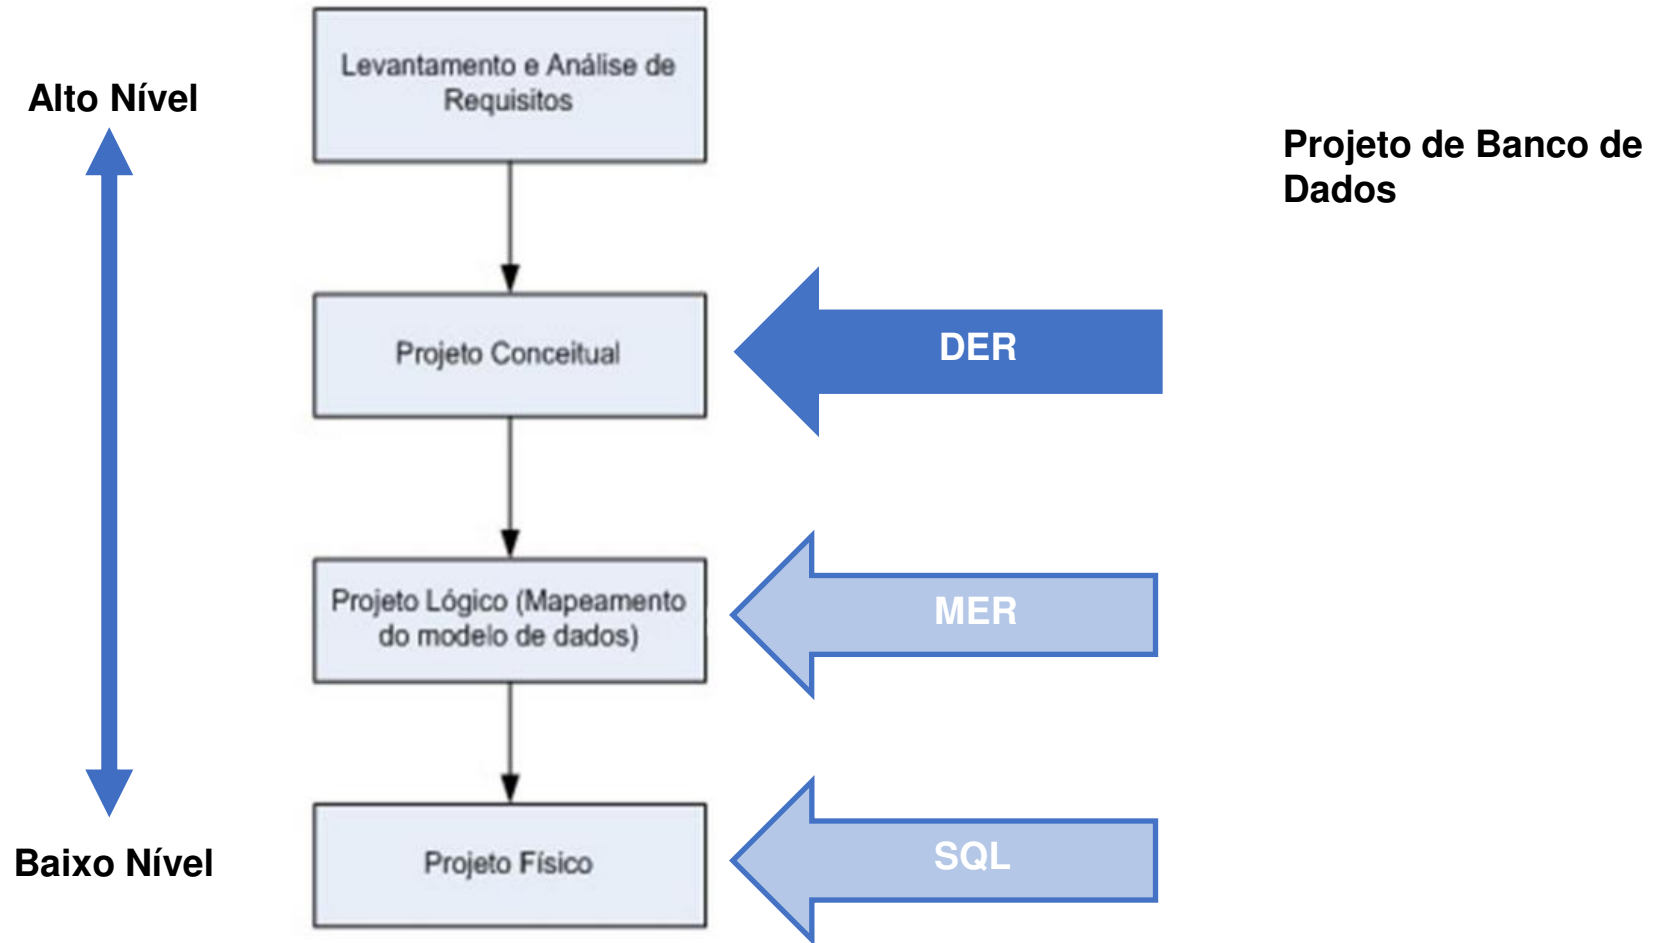 Levantamento e Análise de
Requisitos
Alto Nível
Projeto de Banco de
Dados
Projeto Conceitual
DER
Projeto Lógico (Mapeamento
do modelo de dados)
MER
Projeto Físico
SQL
Baixo Nível